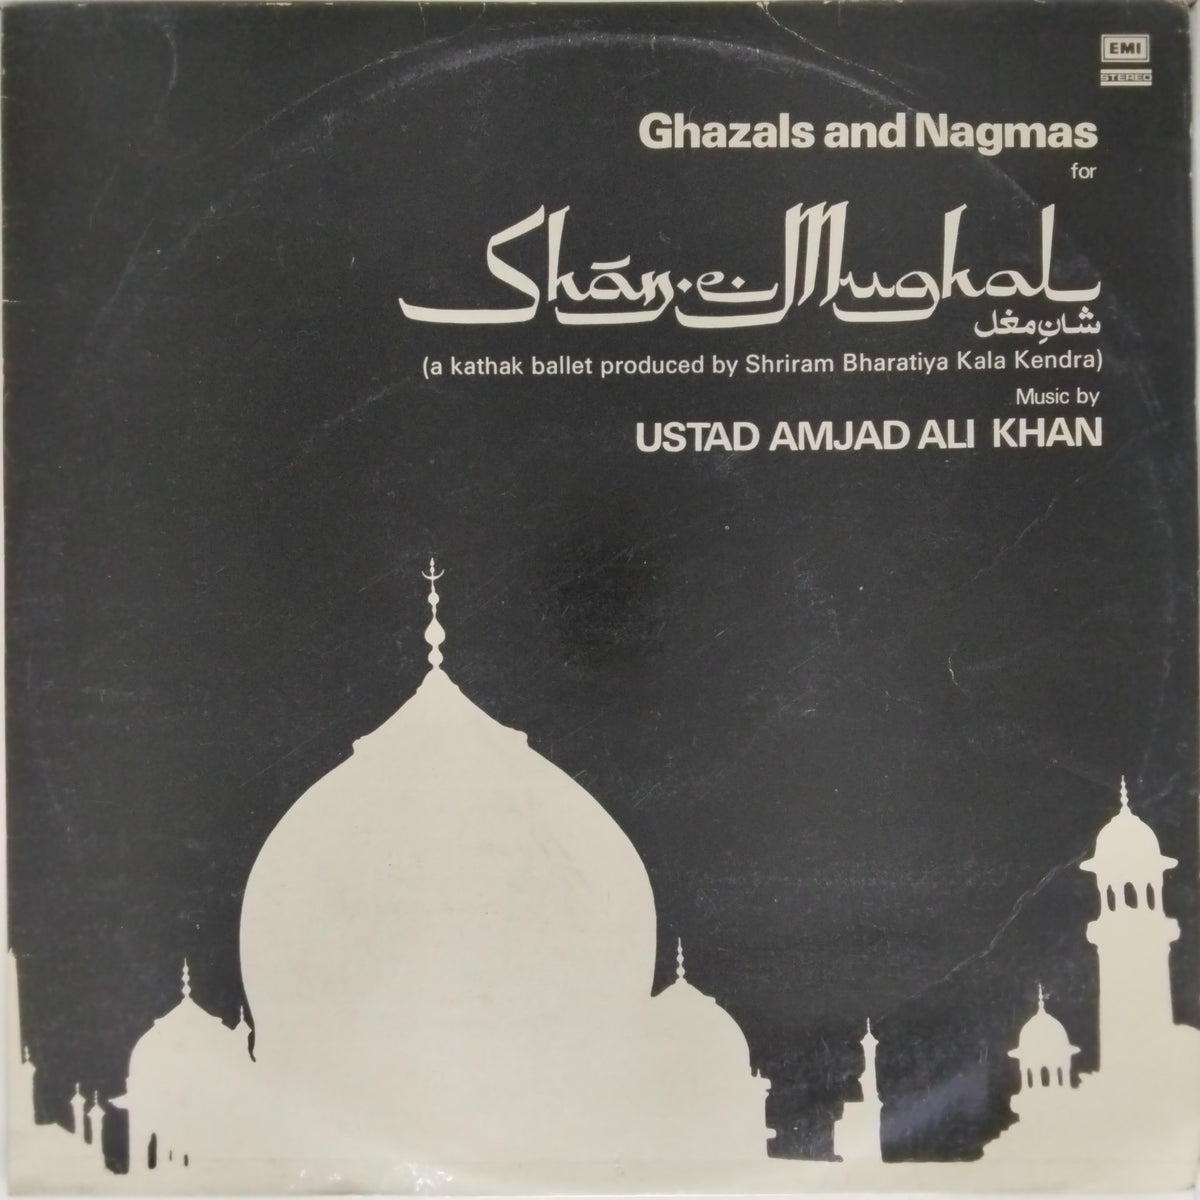 EMI
STEREO
Ghazals and Nagmas
for
Shān·e·Mughal
شانِ مغل
(a kathak ballet produced by Shriram Bharatiya Kala Kendra)
Music by
USTAD AMJAD ALI KHAN